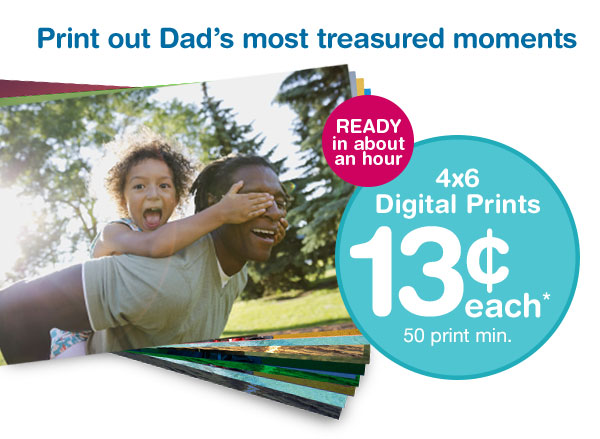 Print out Dad’s most treasured moments
READY
in about
an hour
4x6
Digital Prints
13¢
each*
50 print min.